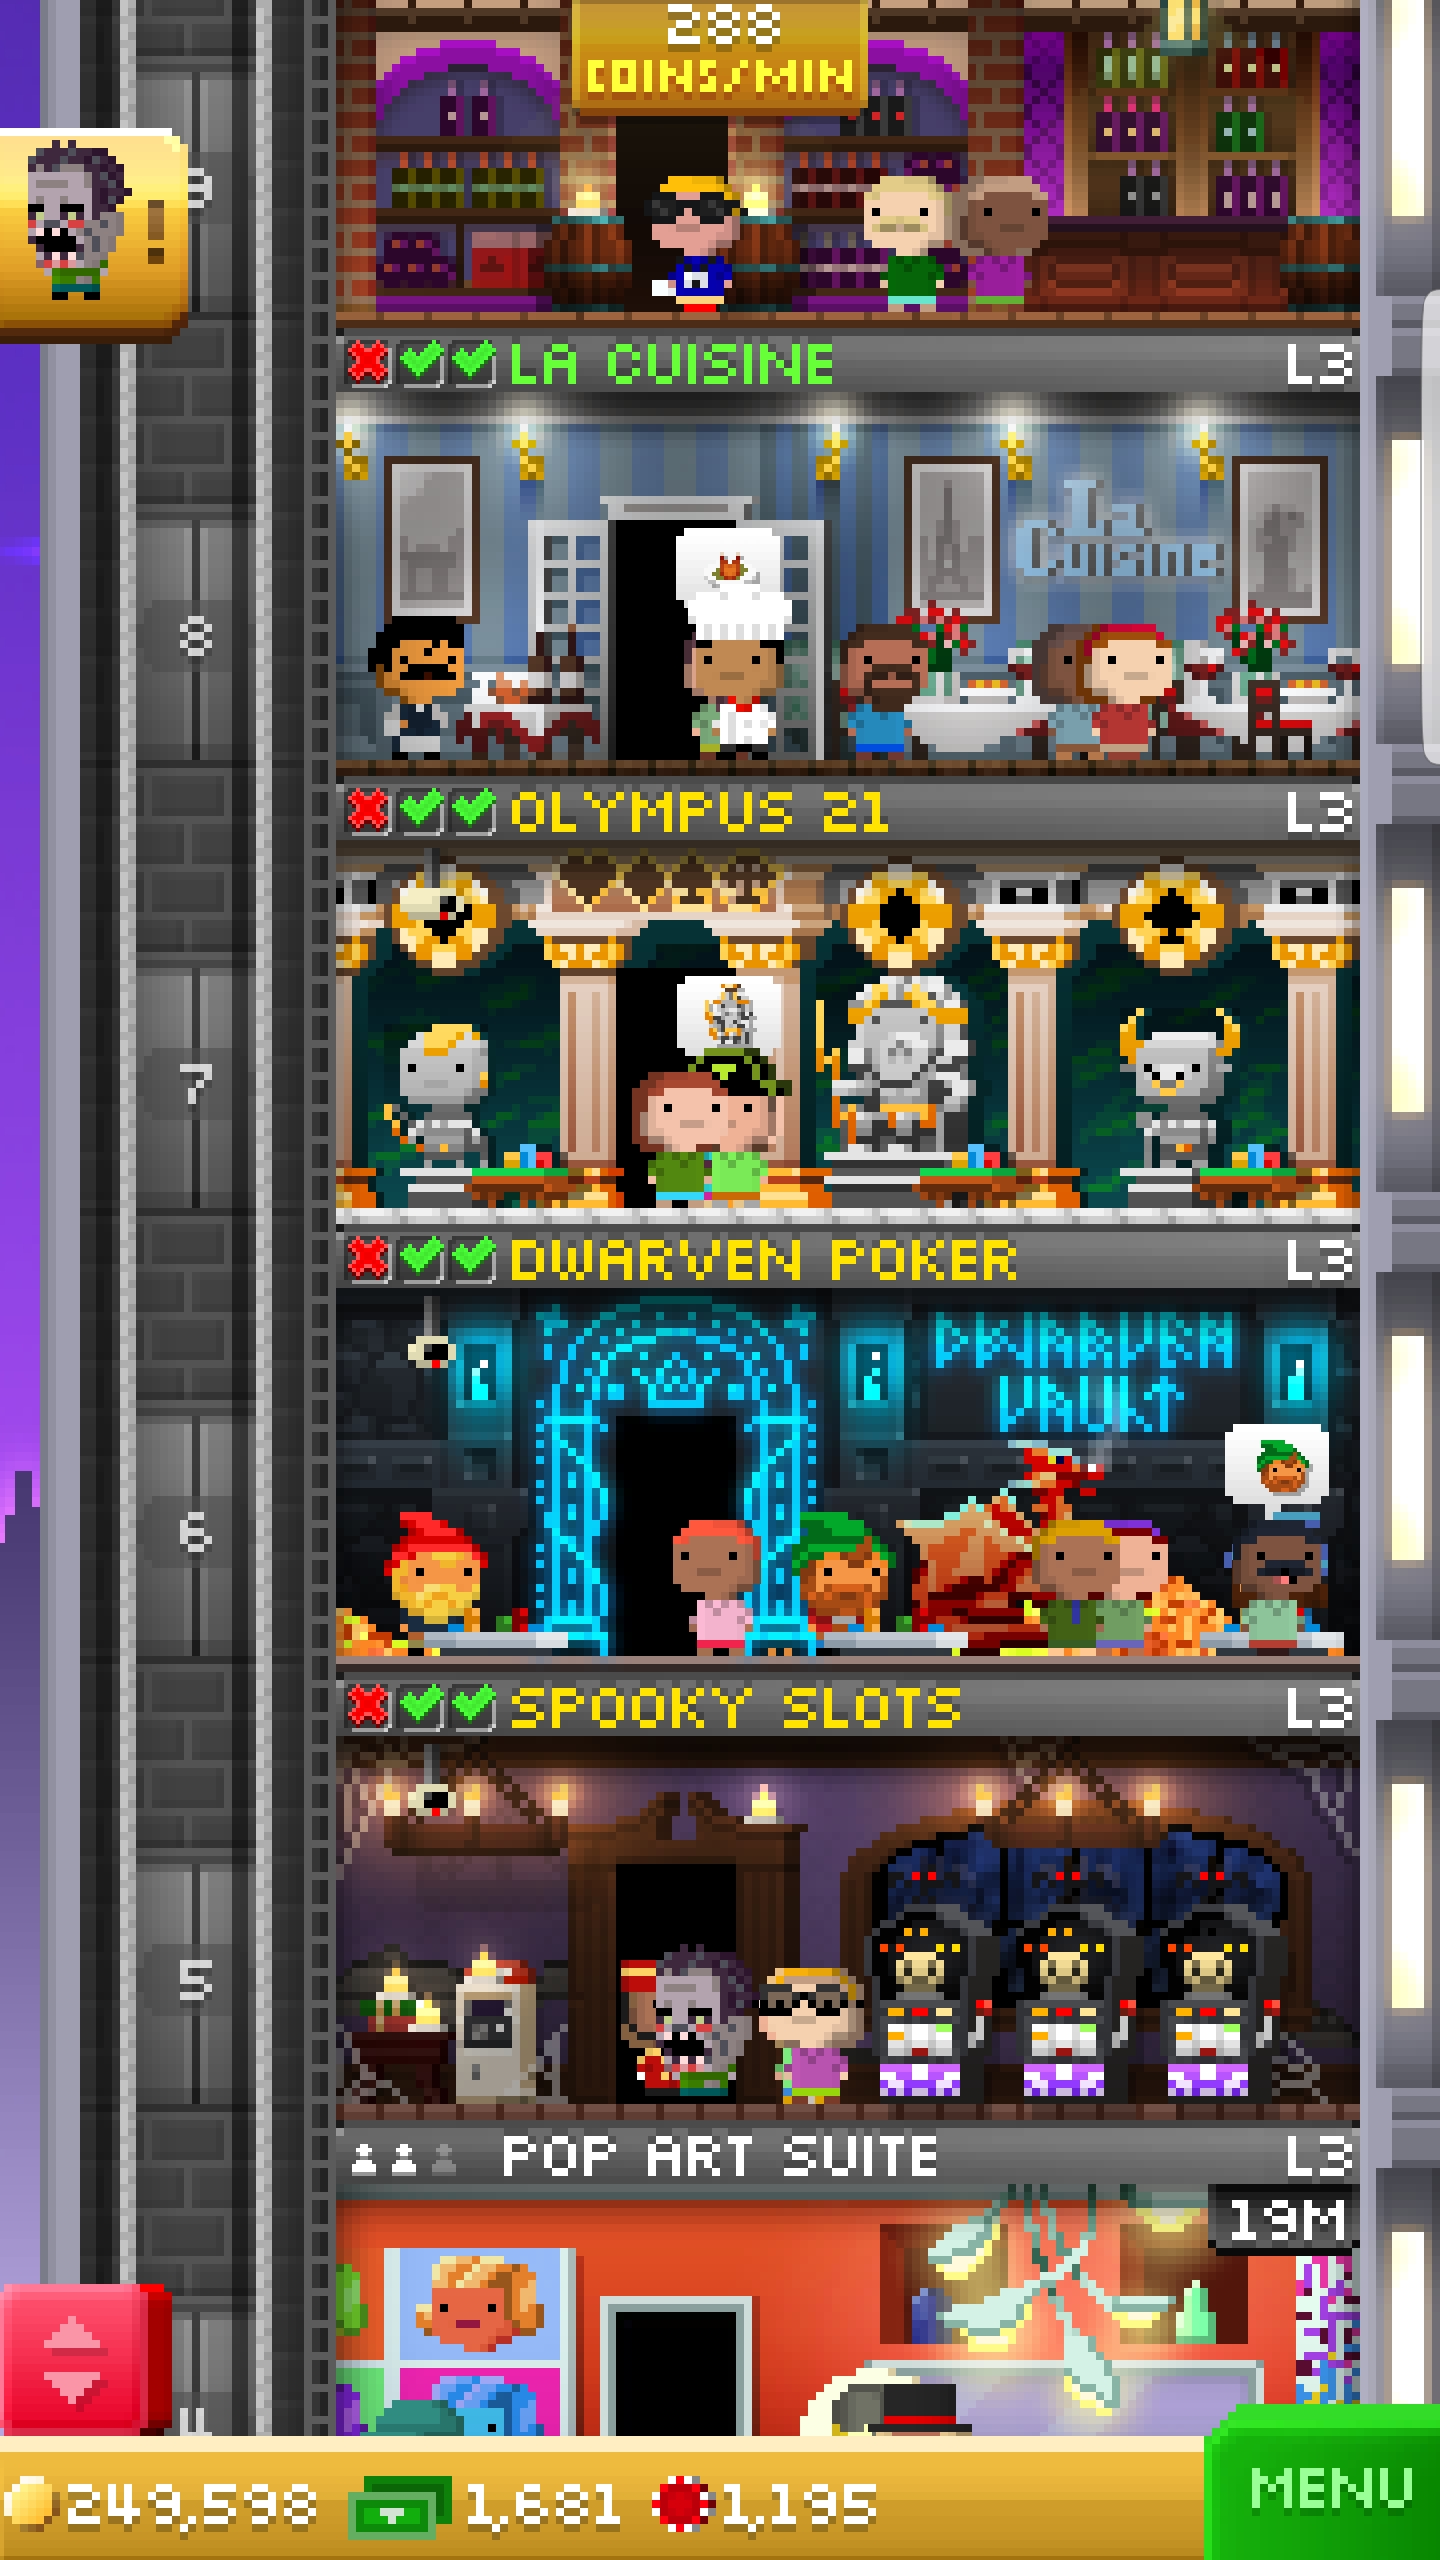 288
COINS/MIN
9
LA CUISINE L3
La
Cuisine
8
OLYMPUS 21 L3
7
DWARVEN POKER L3
DWARVEN
VAULT
6
SPOOKY SLOTS L3
5
POP ART SUITE L3
19M
4
249,598 1,681 1,195
MENU